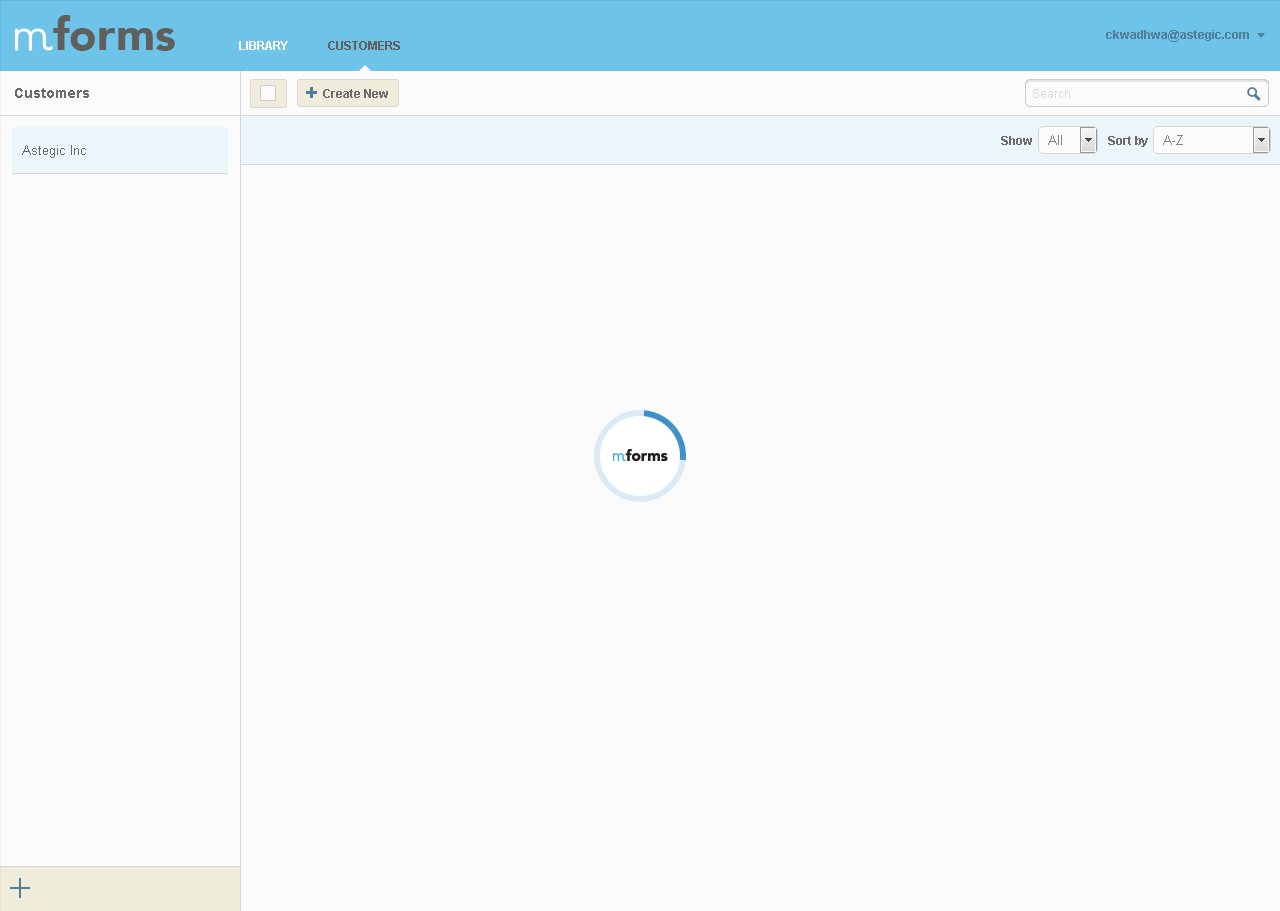 mforms
LIBRARY
CUSTOMERS
ckwadhwa@astegic.com
Customers
Create New
Search
Show
All
Sort by
A-Z
Astegic Inc
mforms